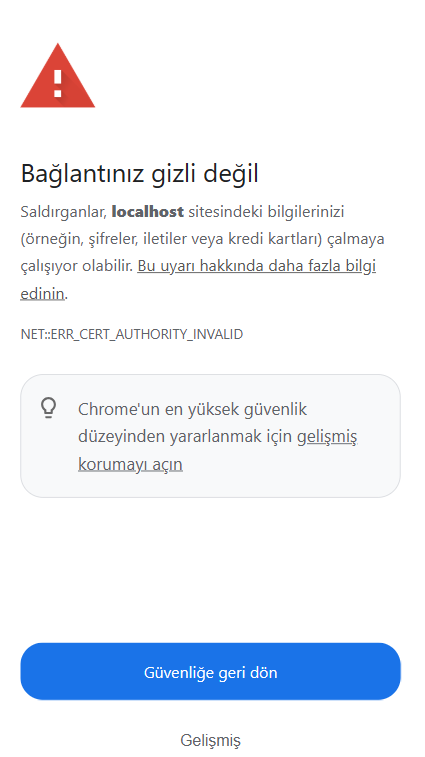 Bağlantınız gizli değil
Saldırganlar, localhost sitesindeki bilgilerinizi
(örneğin, şifreler, iletiler veya kredi kartları) çalmaya
çalışıyor olabilir. Bu uyarı hakkında daha fazla bilgi
edinin.
NET::ERR_CERT_AUTHORITY_INVALID
Chrome'un en yüksek güvenlik
düzeyinden yararlanmak için gelişmiş
korumayı açın
Güvenliğe geri dön
Gelişmiş